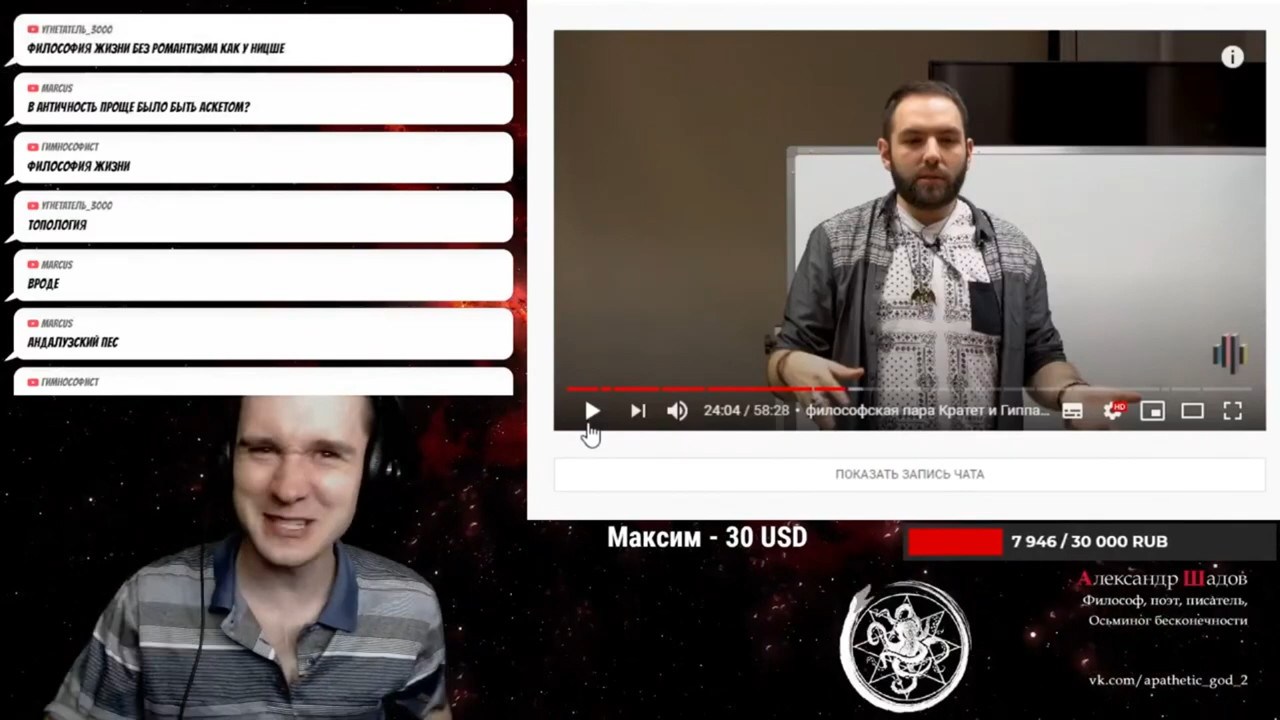 УГНЕТАТЕЛЬ_3000
ФИЛОСОФИЯ ЖИЗНИ БЕЗ РОМАНТИЗМА КАК У НИЦШЕ
MARCUS
В АНТИЧНОСТЬ ПРОЩЕ БЫЛО БЫТЬ АСКЕТОМ?
ГИМНОСОФИСТ
ФИЛОСОФИЯ ЖИЗНИ
УГНЕТАТЕЛЬ_3000
ТОПОЛОГИЯ
MARCUS
ВРОДЕ
MARCUS
АНДАЛУЗСКИЙ ПЕС
ГИМНОСОФИСТ
24:04 / 58:28 • философская пара Кратет и Гиппа...
HD
ПОКАЗАТЬ ЗАПИСЬ ЧАТА
Максим - 30 USD
7 946 / 30 000 RUB
Александр Шадов
Философ, поэт, писатель,
Осьминог бесконечности
vk.com/apathetic_god_2